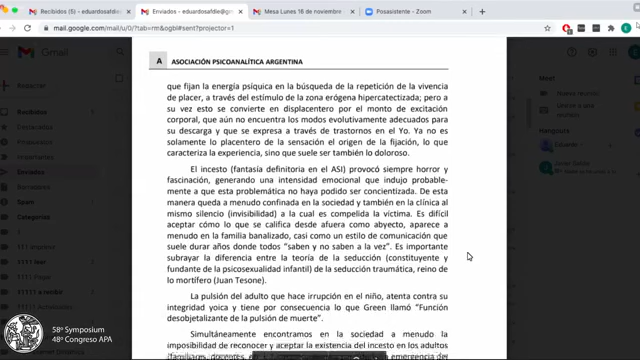 Recibidos (5) - eduardosafdie
Enviados - eduardosafdie@gm
Mesa Lunes 16 de noviembre
Posasistente - Zoom
mail.google.com/mail/u/0/?tab=rm&ogbl#sent?projector=1
Gmail
Redactar
Recibidos
Destacados
Pospuestos
Importantes
Enviados
Spam
Categorías
Meet
Nueva reunión
Hangouts
Eduardo
A ASOCIACIÓN PSICOANALÍTICA ARGENTINA
que fijan la energía psíquica en la búsqueda de la repetición de la vivencia
de placer, a través del estímulo de la zona erógena hipercatectizada; pero a
su vez esto se convierte en displacentero por el monto de excitación
corporal, que aún no encuentra los modos evolutivamente adecuados para
su descarga y que se expresa a través de trastornos en el Yo. Ya no es
solamente lo placentero de la sensación el origen de la fijación, lo que
caracteriza la experiencia, sino que suele ser también lo doloroso.
El incesto (fantasía definitoria en el ASI) provocó siempre horror y
fascinación, generando una intensidad emocional que indujo probable-
mente a que esta problemática no haya podido ser concientizada. De esta
manera queda a menudo confinada en la sociedad y también en la clínica al
mismo silencio (invisibilidad) a la cual es compelida la víctima. Es difícil
aceptar cómo lo que se califica desde afuera como abyecto, aparece a
menudo en la familia banalizado, casi como un estilo de comunicación que
suele durar años donde todos “saben y no saben a la vez”. Es importante
subrayar la diferencia entre la teoría de la seducción (constituyente y
fundante de la psicosexualidad infantil) de la seducción traumática, reino de
lo mortífero (Juan Tesone).
La pulsión del adulto que hace irrupción en el niño, atenta contra su
integridad yoica y tiene por consecuencia lo que Green llamó “Función
desobjetalizante de la pulsión de muerte”.
Simultáneamente encontramos en la sociedad a menudo la
imposibilidad de reconocer y aceptar la existencia del incesto en los adultos
(familiares, docentes,
emergencia del
58º Symposium
48º Congreso APA